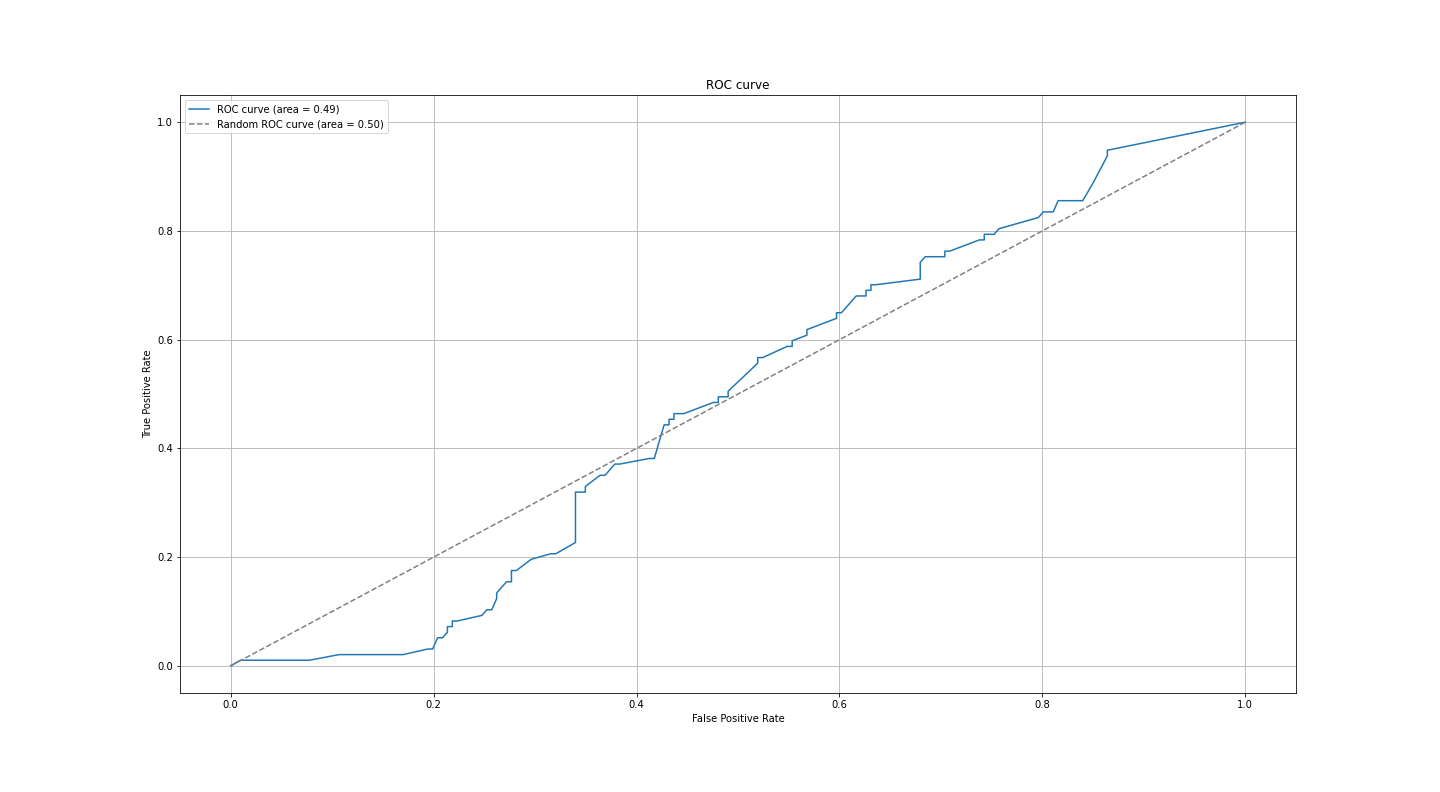 ROC curve
ROC curve (area = 0.49)
Random ROC curve (area = 0.50)
True Positive Rate
1.0
0.8
0.6
0.4
0.2
0.0
0.0 0.2 0.4 0.6 0.8 1.0
False Positive Rate